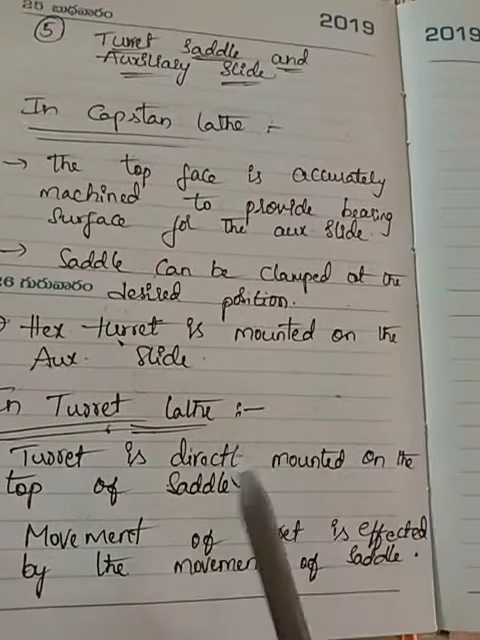 25 బుధవారం
2019
2019
5
Turret Saddle and
Auxiliary Slide
In Capstan lathe :-
→ The top face is accurately
machined to provide bearing
Surface for the aux slide.
→ Saddle can be clamped at the
26 గురువారం
desired position.
→ Hex turret is mounted on the
Aux. Slide.
In Turret lathe :-
Turret is directl mounted on the
top of Saddle
Movement of ret is effected
by the movement of Saddle.